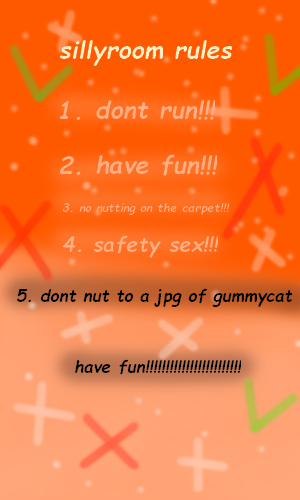 sillyroom rules
1. dont run!!!
2. have fun!!!
3. no nutting on the carpet!!!
4. safety sex!!!
5. dont nut to a jpg of gummycat
have fun!!!!!!!!!!!!!!!!!!!!!!!!